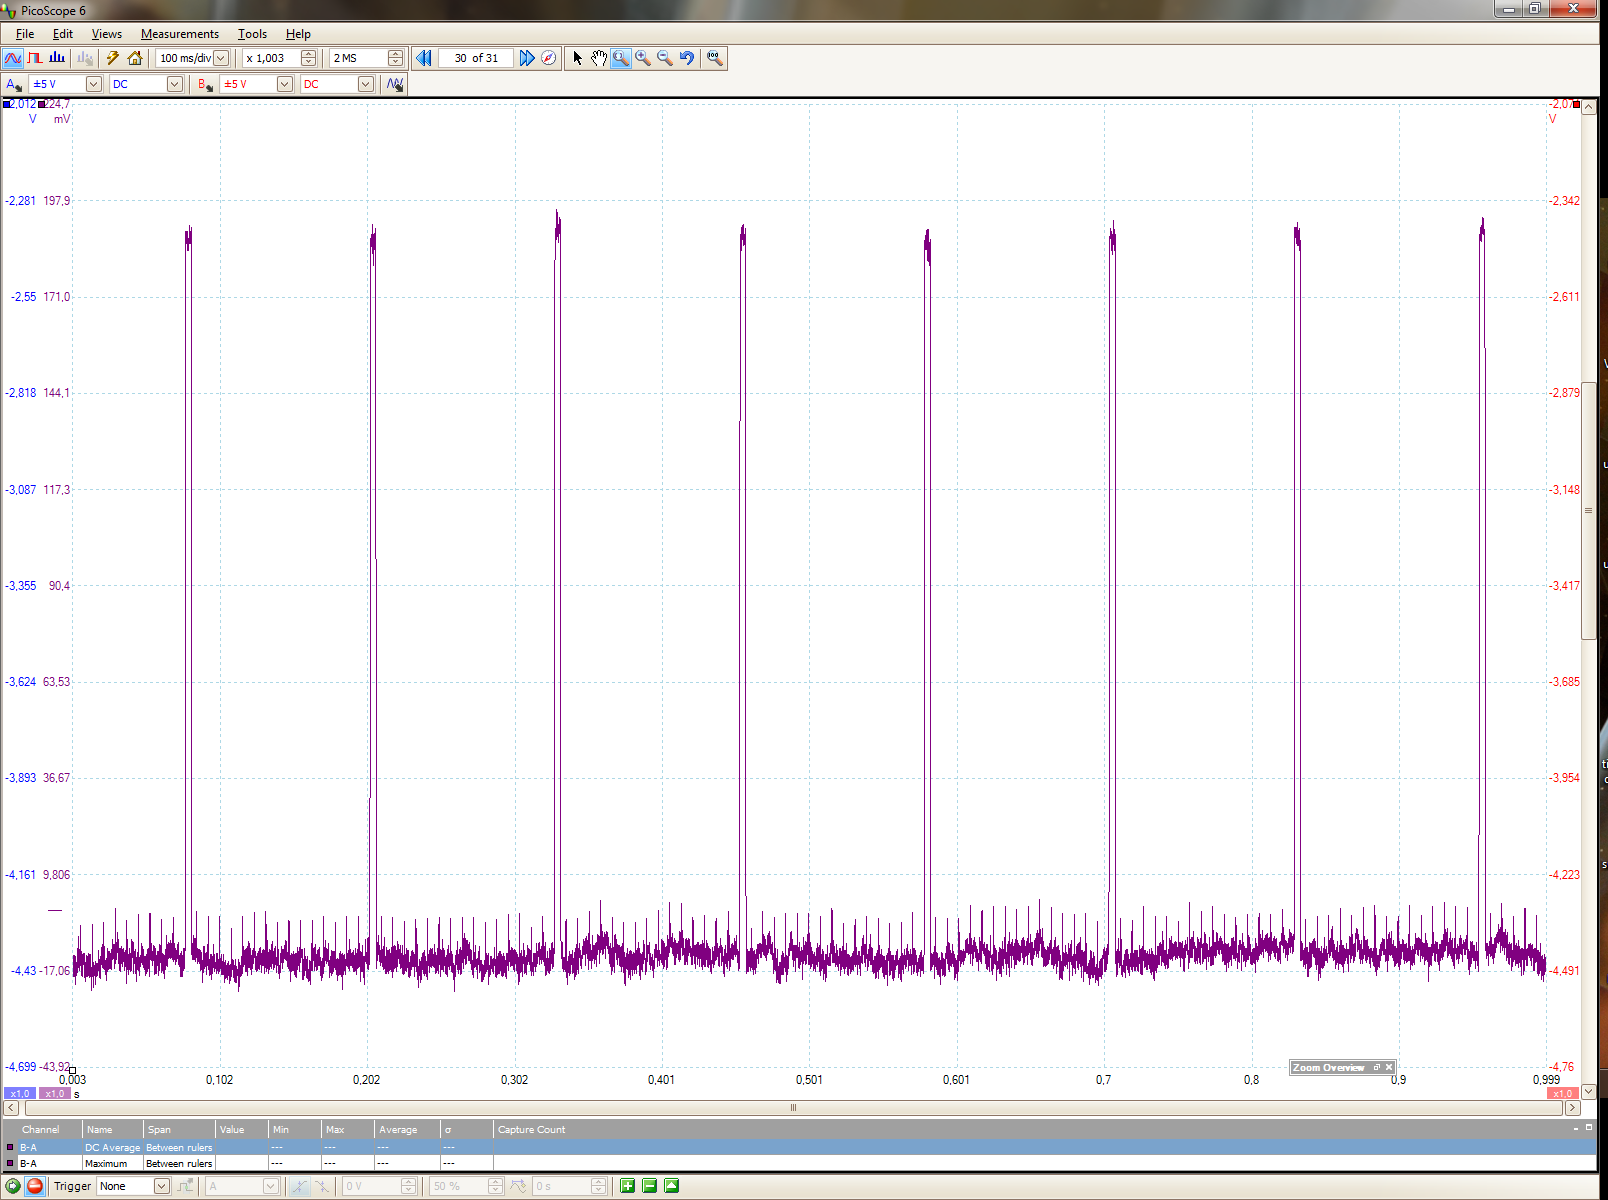 PicoScope 6
File Edit Views Measurements Tools Help
100 ms/div x 1,003 2 MS 30 of 31
A ±5 V DC B ±5 V DC
-2,012 224,7
V mV V
-2,281 197,9 -2,342
-2,55 171,0 -2,611
-2,818 144,1 -2,879
-3,087 117,3 -3,148
-3,355 90,4 -3,417
-3,624 63,53 -3,685
-3,893 36,67 -3,954
-4,161 9,806 -4,223
-4,43 -17,06 -4,491
-4,699 -43,92 -4,76
Zoom Overview
0,003 0,102 0,202 0,302 0,401 0,501 0,601 0,7 0,8 0,9 0,999
x1,0 x1,0 s x1,0
Channel Name Span Value Min Max Average σ Capture Count
B-A DC Average Between rulers --- --- --- ---
B-A Maximum Between rulers --- --- --- ---
Trigger None A 0 V 50 % 0 s